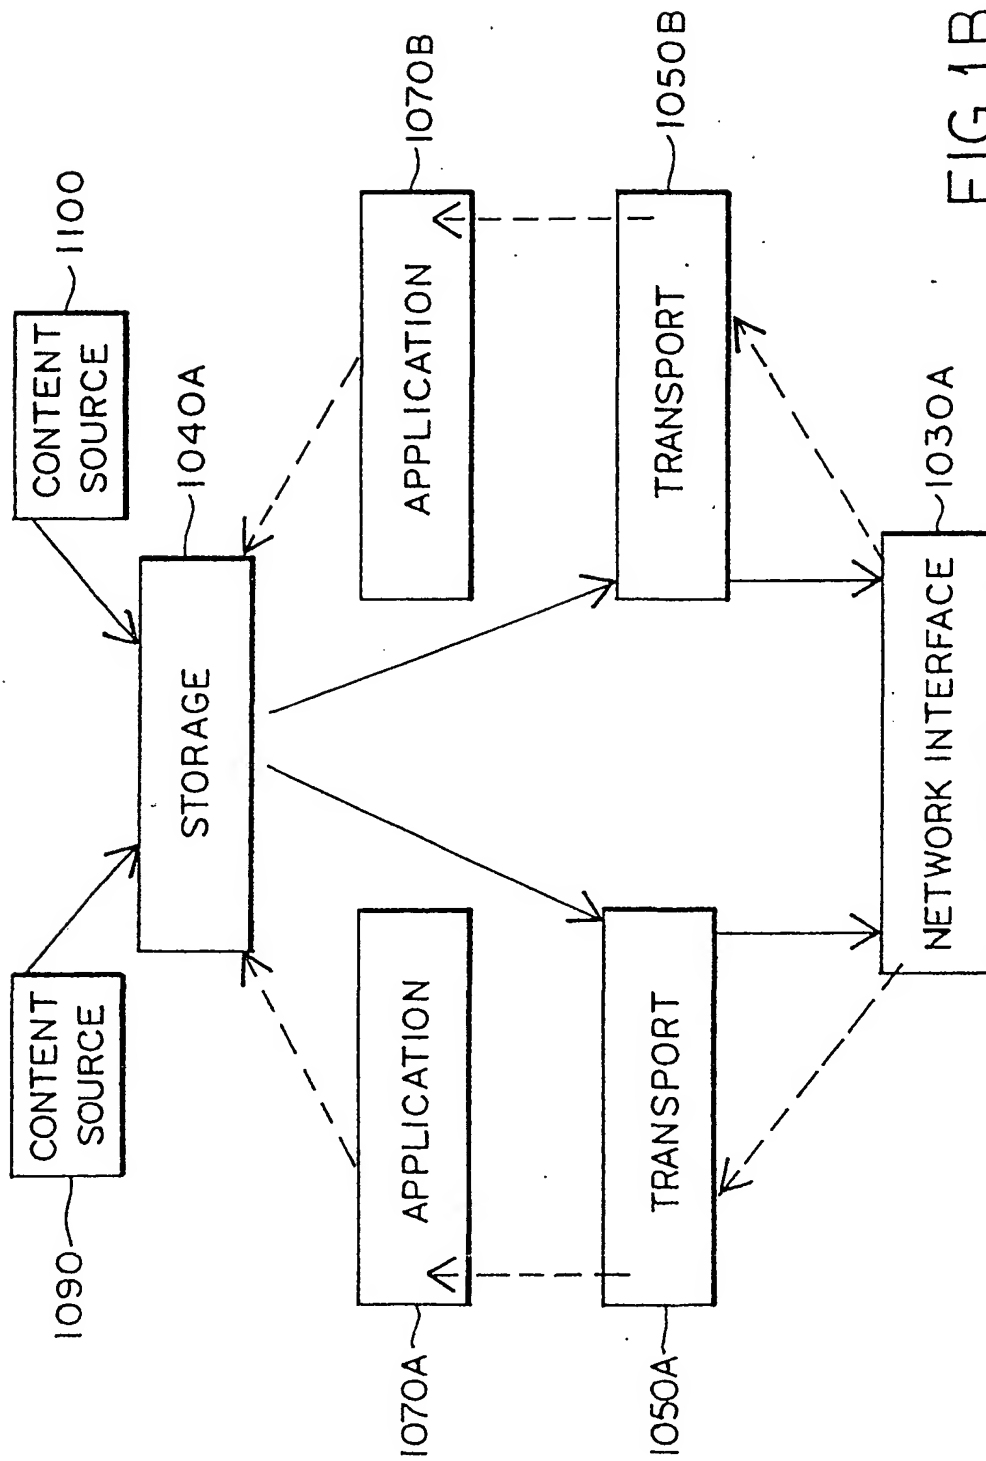 1090
CONTENT
SOURCE
CONTENT
SOURCE
1100
STORAGE
1040A
1070A
APPLICATION
APPLICATION
1070B
1050A
TRANSPORT
TRANSPORT
1050B
NETWORK INTERFACE
1030A
FIG. 1B